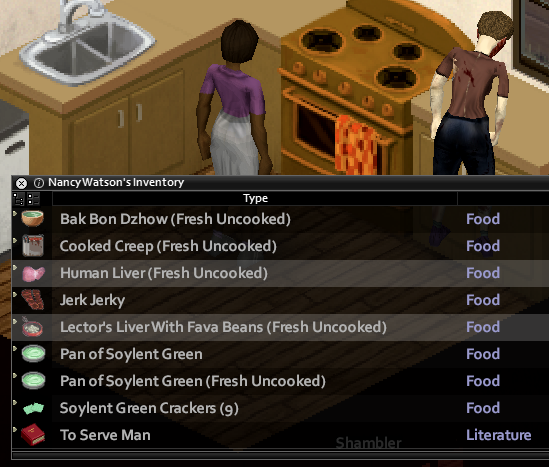 NancyWatson's Inventory
Type
Bak Bon Dzhow (Fresh Uncooked) Food
Cooked Creep (Fresh Uncooked) Food
Human Liver (Fresh Uncooked) Food
Jerk Jerky Food
Lector's Liver With Fava Beans (Fresh Uncooked) Food
Pan of Soylent Green Food
Pan of Soylent Green (Fresh Uncooked) Food
Soylent Green Crackers (9) Food
To Serve Man Literature
Shambler